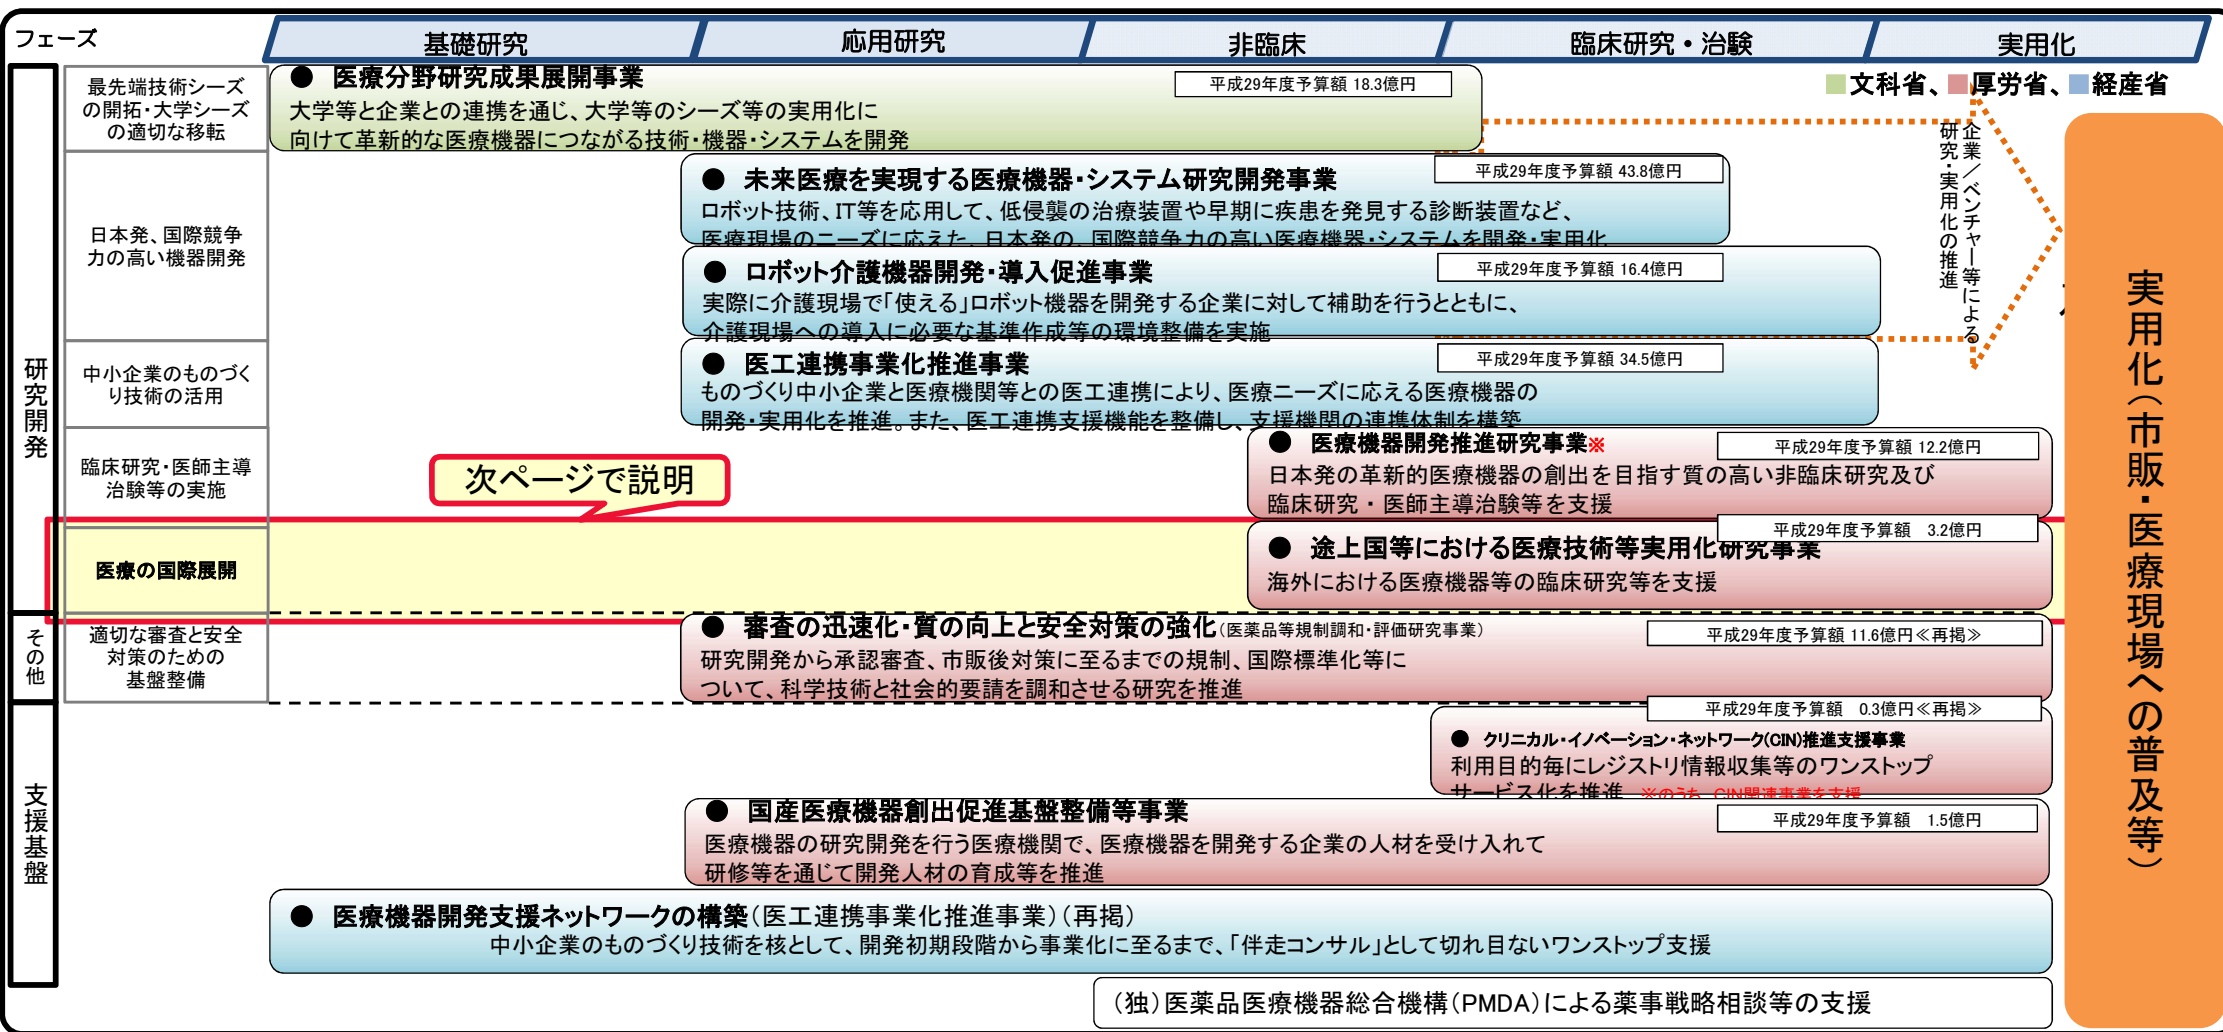 フェーズ
基礎研究
応用研究
非臨床
臨床研究・治験
実用化
■文科省、■厚労省、■経産省
研究開発
最先端技術シーズ
の開拓・大学シーズ
の適切な移転
● 医療分野研究成果展開事業
平成29年度予算額 18.3億円
大学等と企業との連携を通じ、大学等のシーズ等の実用化に
向けて革新的な医療機器につながる技術・機器・システムを開発
日本発、国際競争
力の高い機器開発
● 未来医療を実現する医療機器・システム研究開発事業
平成29年度予算額 43.8億円
ロボット技術、IT等を応用して、低侵襲の治療装置や早期に疾患を発見する診断装置など、
医療現場のニーズに応えた、日本発の、国際競争力の高い医療機器・システムを開発・実用化
● ロボット介護機器開発・導入促進事業
平成29年度予算額 16.4億円
実際に介護現場で「使える」ロボット機器を開発する企業に対して補助を行うとともに、
介護現場への導入に必要な基準作成等の環境整備を実施
企業／ベンチャー等による
研究・実用化の推進
中小企業のものづく
り技術の活用
● 医工連携事業化推進事業
平成29年度予算額 34.5億円
ものづくり中小企業と医療機関等との医工連携により、医療ニーズに応える医療機器の
開発・実用化を推進。また、医工連携支援機能を整備し、支援機関の連携体制を構築
臨床研究・医師主導
治験等の実施
次ページで説明
● 医療機器開発推進研究事業※
平成29年度予算額 12.2億円
日本発の革新的医療機器の創出を目指す質の高い非臨床研究及び
臨床研究・医師主導治験等を支援
医療の国際展開
平成29年度予算額 3.2億円
● 途上国等における医療技術等実用化研究事業
海外における医療機器等の臨床研究等を支援
その他
適切な審査と安全
対策のための
基盤整備
● 審査の迅速化・質の向上と安全対策の強化(医薬品等規制調和・評価研究事業)
平成29年度予算額 11.6億円≪再掲≫
研究開発から承認審査、市販後対策に至るまでの規制、国際標準化等に
ついて、科学技術と社会的要請を調和させる研究を推進
支援基盤
平成29年度予算額 0.3億円≪再掲≫
● クリニカル・イノベーション・ネットワーク(CIN)推進支援事業
利用目的毎にレジストリ情報収集等のワンストップ
サービス化を推進 ※のうち、CIN関連事業を支援
● 国産医療機器創出促進基盤整備等事業
平成29年度予算額 1.5億円
医療機器の研究開発を行う医療機関で、医療機器を開発する企業の人材を受け入れて
研修等を通じて開発人材の育成等を推進
● 医療機器開発支援ネットワークの構築(医工連携事業化推進事業)(再掲)
中小企業のものづくり技術を核として、開発初期段階から事業化に至るまで、「伴走コンサル」として切れ目ないワンストップ支援
(独)医薬品医療機器総合機構(PMDA)による薬事戦略相談等の支援
実用化(市販・医療現場への普及等)